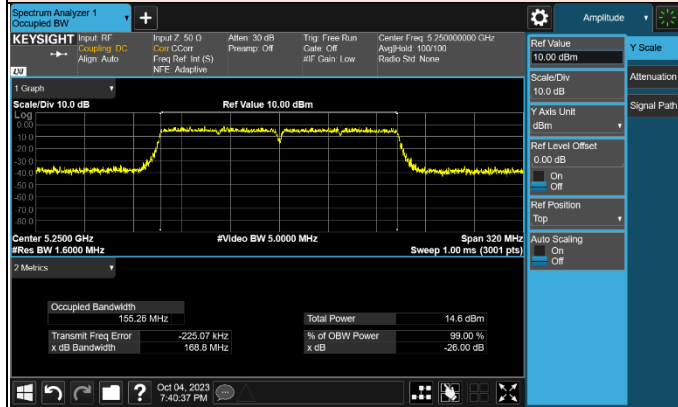 Spectrum Analyzer 1
Occupied BW
+
Amplitude
KEYSIGHT
Input: RF
Coupling: DC
Align: Auto
Input Z: 50 Ω
Corr CCorr
Freq Ref: Int (S)
NFE: Adaptive
Atten: 30 dB
Preamp: Off
Trig: Free Run
Gate: Off
#IF Gain: Low
Center Freq: 5.250000000 GHz
Avg|Hold: 100/100
Radio Std: None
LXI
1 Graph
Scale/Div 10.0 dB
Ref Value 10.00 dBm
Log
0.00
-10.0
-20.0
-30.0
-40.0
-50.0
-60.0
-70.0
-80.0
Center 5.2500 GHz
#Video BW 5.0000 MHz
Span 320 MHz
#Res BW 1.6000 MHz
Sweep 1.00 ms (3001 pts)
2 Metrics
Occupied Bandwidth
155.26 MHz
Total Power 14.6 dBm
Transmit Freq Error -225.07 kHz
% of OBW Power 99.00 %
x dB Bandwidth 168.8 MHz
x dB -26.00 dB
?
Oct 04, 2023
7:40:37 PM
Ref Value
10.00 dBm
Scale/Div
10.0 dB
Y Axis Unit
dBm
Ref Level Offset
0.00 dB
On
Off
Ref Position
Top
Auto Scaling
On
Off
Y Scale
Attenuation
Signal Path